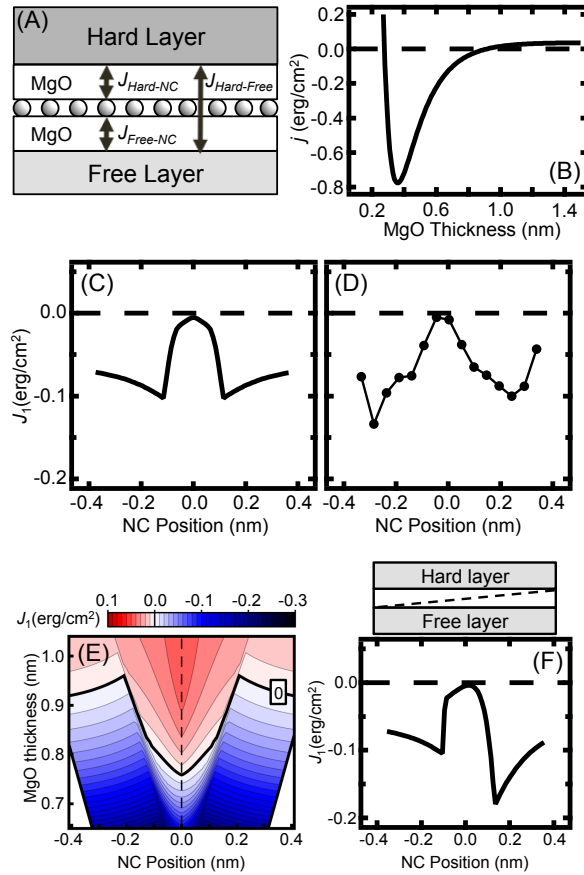 (A)
Hard Layer
MgO
J_Hard-NC
J_Hard-Free
MgO
J_Free-NC
Free Layer
j (erg/cm²)
0.0
-0.2
-0.4
-0.6
-0.8
(B)
0.2 0.6 1.0 1.4
MgO Thickness (nm)
(C)
J₁(erg/cm²)
0.0
-0.1
-0.2
-0.4 -0.2 0.0 0.2 0.4
NC Position (nm)
(D)
-0.4 -0.2 0.0 0.2 0.4
NC Position (nm)
0.1 0.0 -0.1 -0.2 -0.3
J₁(erg/cm²)
(E)
MgO thickness (nm)
1.0
0.9
0.8
0.7
0
-0.4 -0.2 0.0 0.2 0.4
NC Position (nm)
Hard layer
Free layer
(F)
J₁(erg/cm²)
0.0
-0.1
-0.2
-0.4 -0.2 0.0 0.2 0.4
NC Position (nm)